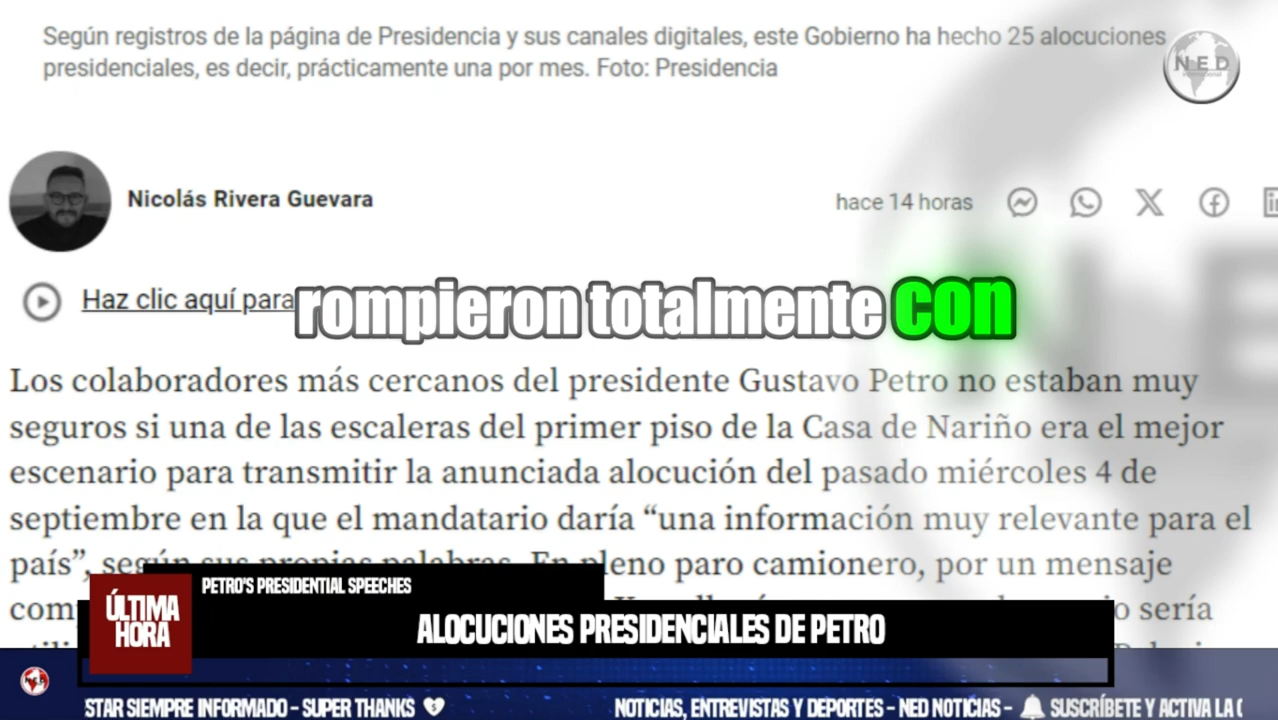 Según registros de la página de Presidencia y sus canales digitales, este Gobierno ha hecho 25 alocuciones
presidenciales, es decir, prácticamente una por mes. Foto: Presidencia
NED
Nicolás Rivera Guevara
hace 14 horas
Haz clic aquí para
rompieron totalmente con
Los colaboradores más cercanos del presidente Gustavo Petro no estaban muy
seguros si una de las escaleras del primer piso de la Casa de Nariño era el mejor
escenario para transmitir la anunciada alocución del pasado miércoles 4 de
septiembre en la que el mandatario daría “una información muy relevante para el
país”, según sus propias palabras. En pleno paro camionero, por un mensaje
sería
PETRO'S PRESIDENTIAL SPEECHES
ÚLTIMA
HORA
ALOCUCIONES PRESIDENCIALES DE PETRO
STAR SIEMPRE INFORMADO - SUPER THANKS
NOTICIAS, ENTREVISTAS Y DEPORTES - NED NOTICIAS -
SUSCRÍBETE Y ACTIVA LA